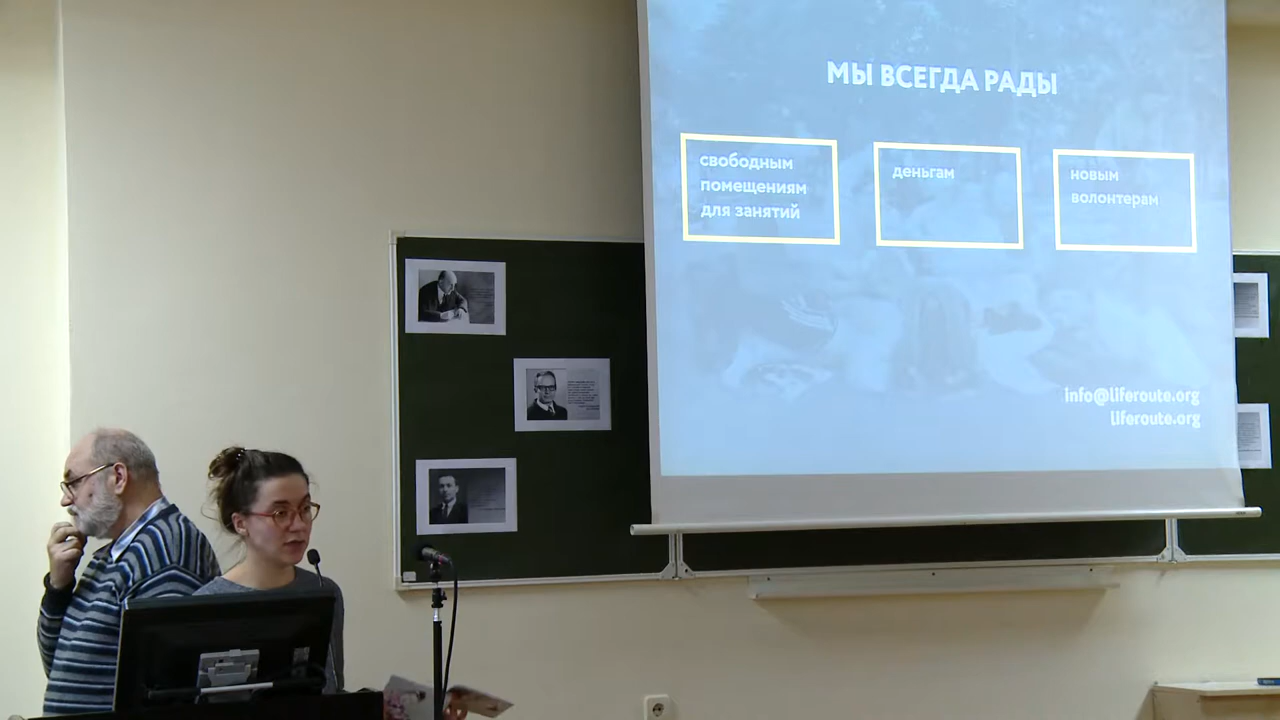 МЫ ВСЕГДА РАДЫ
свободным
помещениям
для занятий
деньгам
новым
волонтерам
info@liferoute.org
liferoute.org